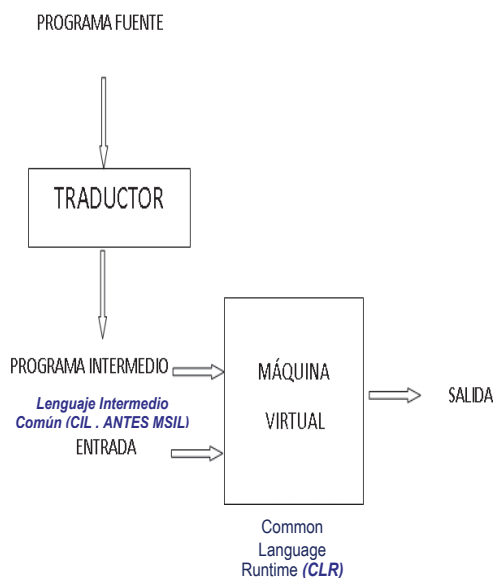 PROGRAMA FUENTE
TRADUCTOR
PROGRAMA INTERMEDIO
Lenguaje Intermedio
Común (CIL . ANTES MSIL)
ENTRADA
MÁQUINA
VIRTUAL
SALIDA
Common
Language
Runtime (CLR)